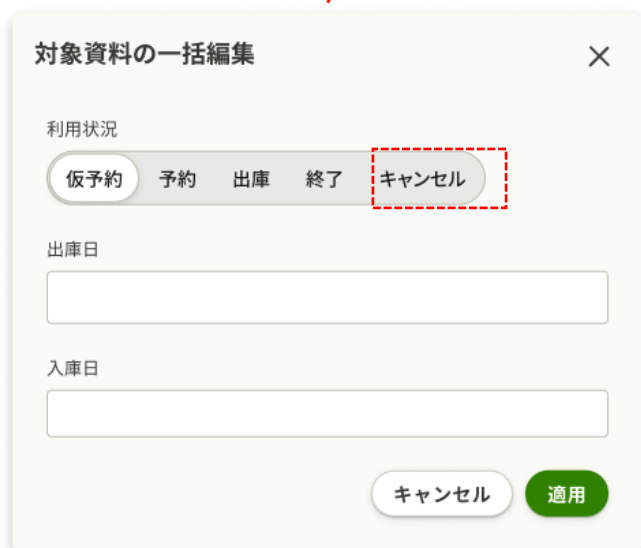 対象資料の一括編集
利用状況
仮予約 予約 出庫 終了 キャンセル
出庫日
入庫日
キャンセル 適用